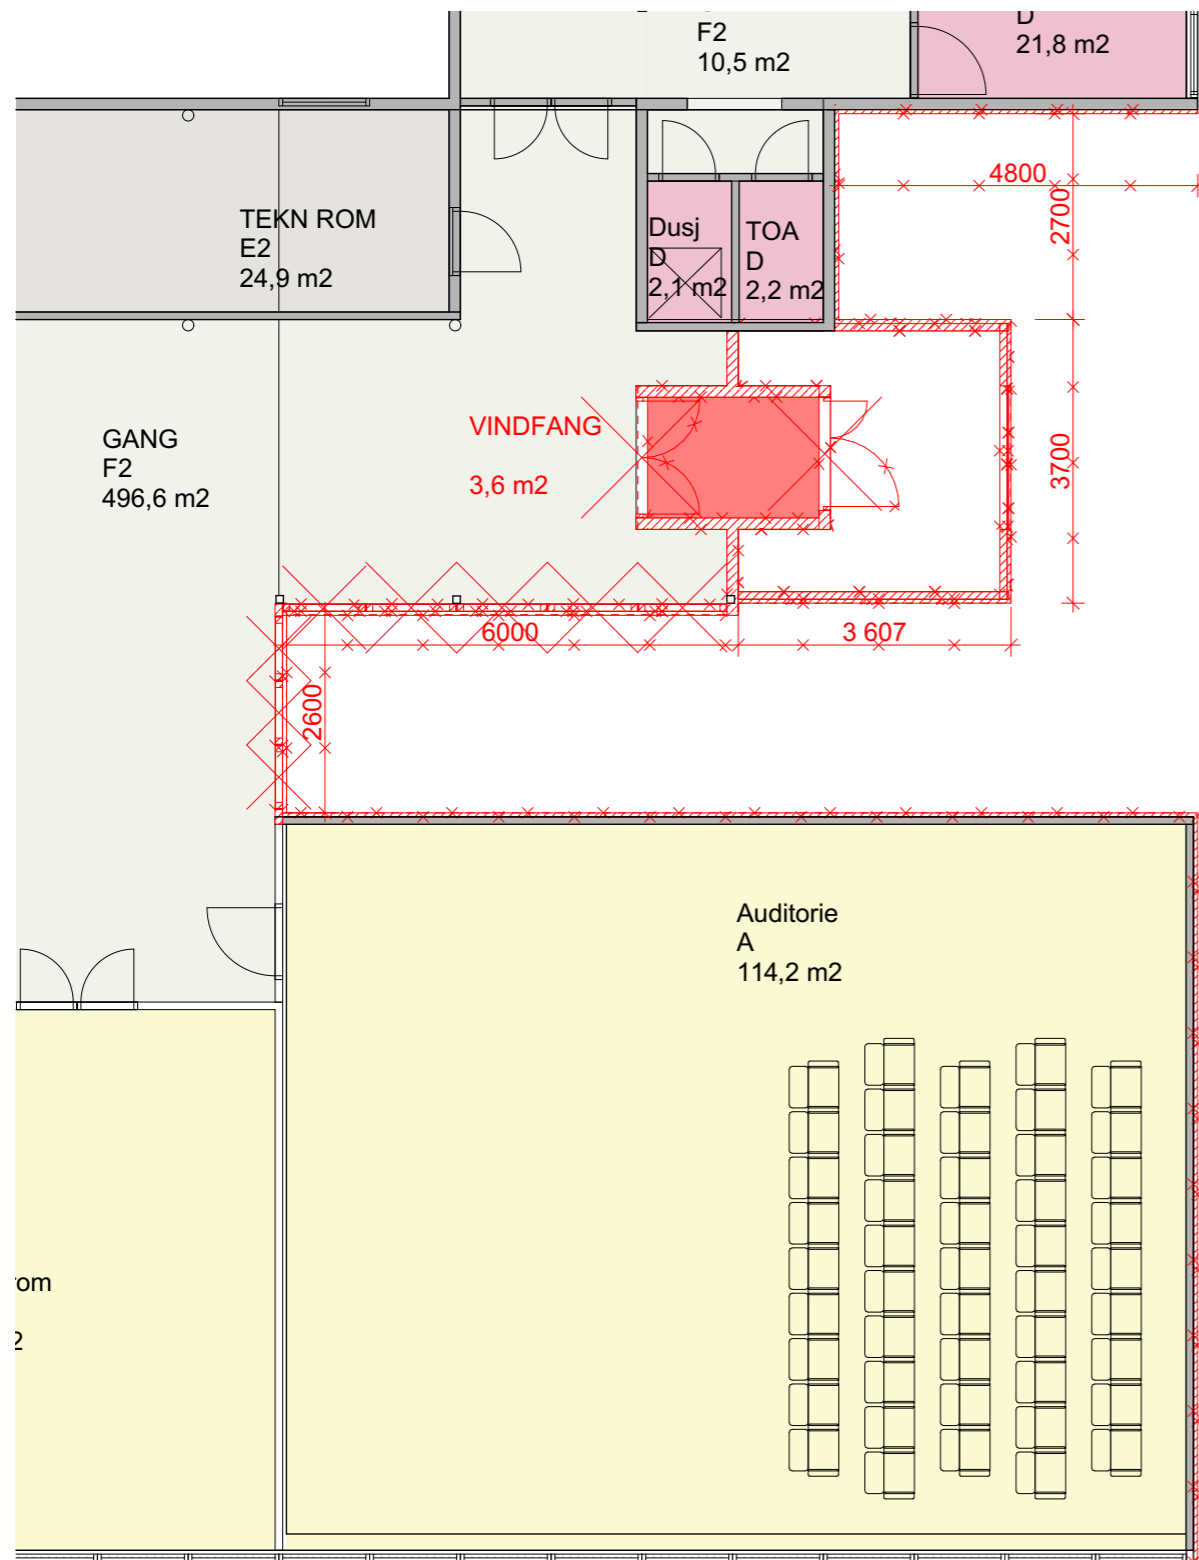 F2
10,5 m2
D
21,8 m2
4800
2700
TEKN ROM
E2
24,9 m2
Dusj
D
2,1 m2
TOA
D
2,2 m2
GANG
F2
496,6 m2
VINDFANG
3,6 m2
3700
6000
3 607
2600
Auditorie
A
114,2 m2
rom
2